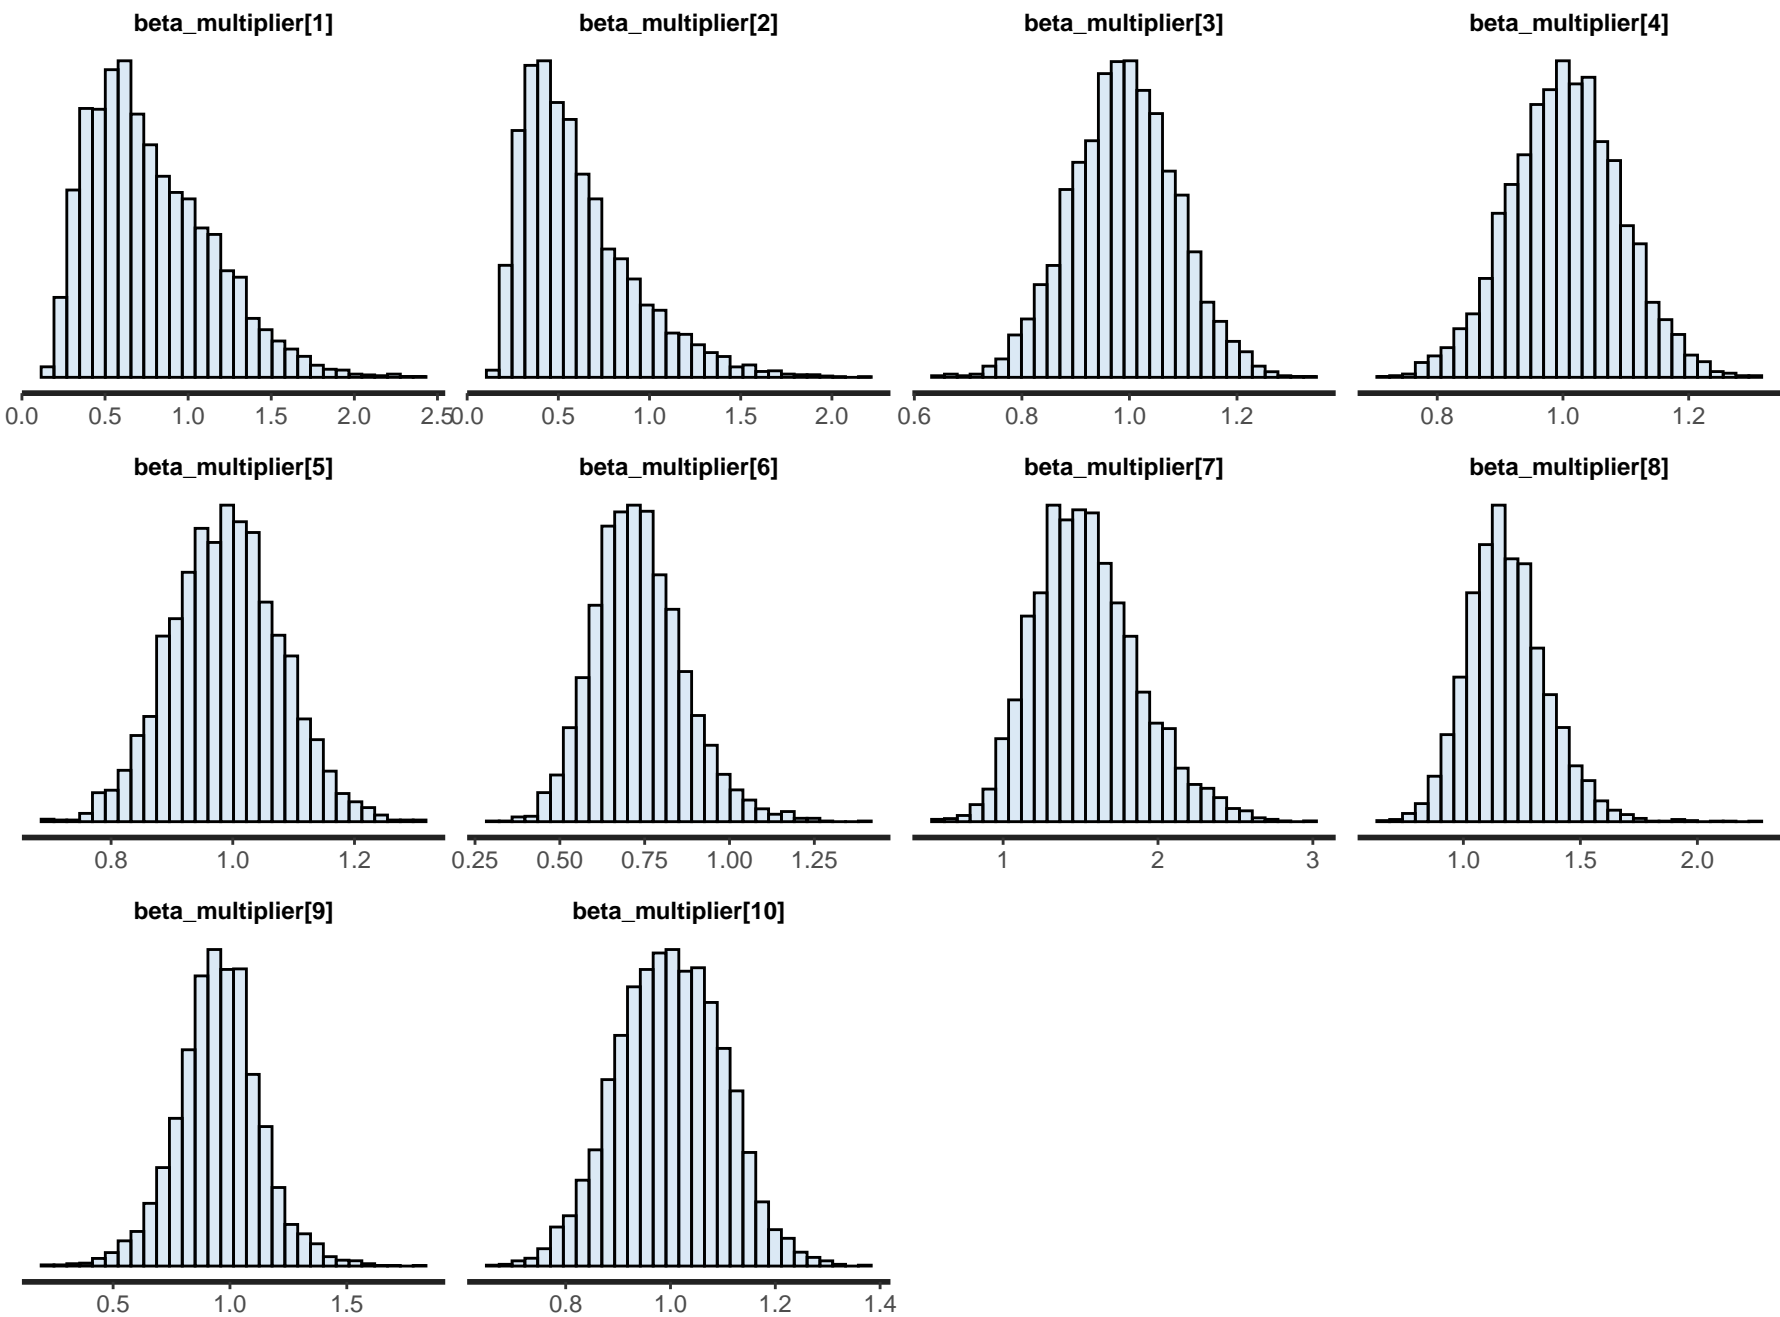 beta_multiplier[1] beta_multiplier[2] beta_multiplier[3] beta_multiplier[4]
0.0 0.5 1.0 1.5 2.0 2.5 0.0 0.5 1.0 1.5 2.0 0.6 0.8 1.0 1.2 0.8 1.0 1.2
beta_multiplier[5] beta_multiplier[6] beta_multiplier[7] beta_multiplier[8]
0.8 1.0 1.2 0.25 0.50 0.75 1.00 1.25 1 2 3 1.0 1.5 2.0
beta_multiplier[9] beta_multiplier[10]
0.5 1.0 1.5 0.8 1.0 1.2 1.4